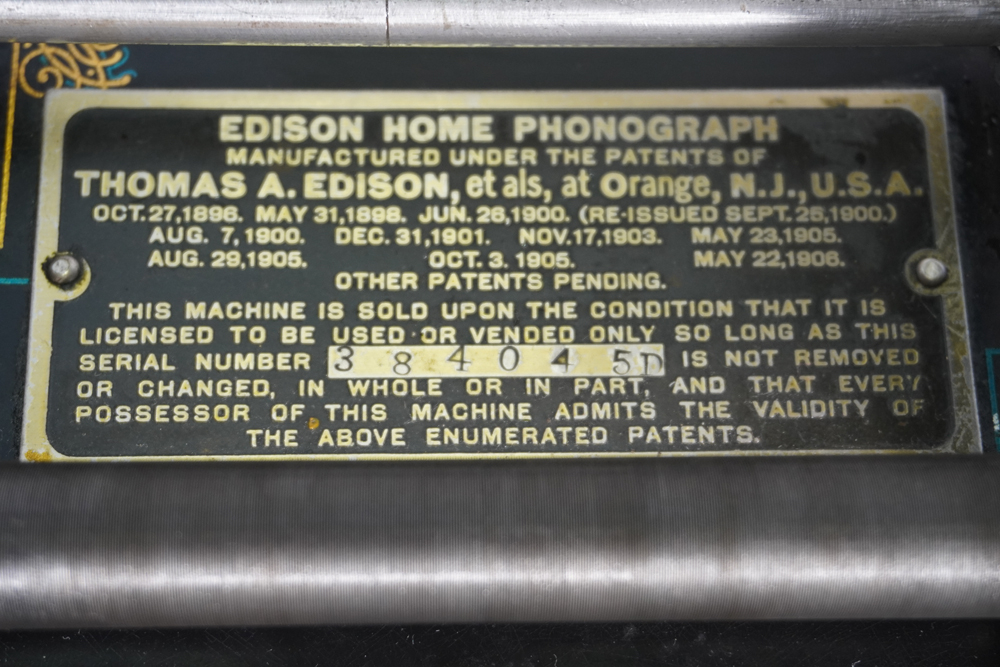 EDISON HOME PHONOGRAPH
MANUFACTURED UNDER THE PATENTS OF
THOMAS A. EDISON, et als, at Orange, N.J., U.S.A.
OCT. 27, 1896. MAY 31, 1898. JUN. 26, 1900. (RE-ISSUED SEPT. 25, 1900.)
AUG. 7, 1900. DEC. 31, 1901. NOV. 17, 1903. MAY 23, 1905.
AUG. 29, 1905. OCT. 3. 1905. MAY 22, 1906.
OTHER PATENTS PENDING.
THIS MACHINE IS SOLD UPON THE CONDITION THAT IT IS
LICENSED TO BE USED OR VENDED ONLY SO LONG AS THIS
SERIAL NUMBER 384045D IS NOT REMOVED
OR CHANGED, IN WHOLE OR IN PART, AND THAT EVERY
POSSESSOR OF THIS MACHINE ADMITS THE VALIDITY OF
THE ABOVE ENUMERATED PATENTS.